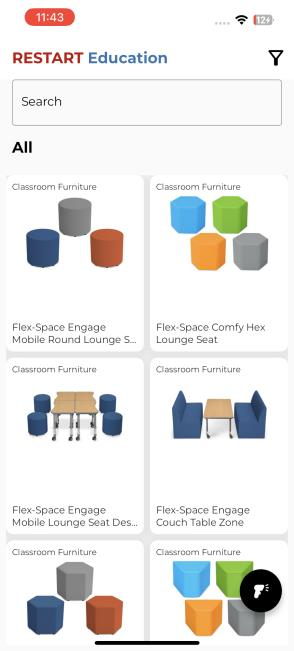 11:43
12
RESTART Education
Search
All
Classroom Furniture
Flex-Space Engage
Mobile Round Lounge S...
Classroom Furniture
Flex-Space Comfy Hex
Lounge Seat
Classroom Furniture
Flex-Space Engage
Mobile Lounge Seat Des...
Classroom Furniture
Flex-Space Engage
Couch Table Zone
Classroom Furniture
Classroom Furniture